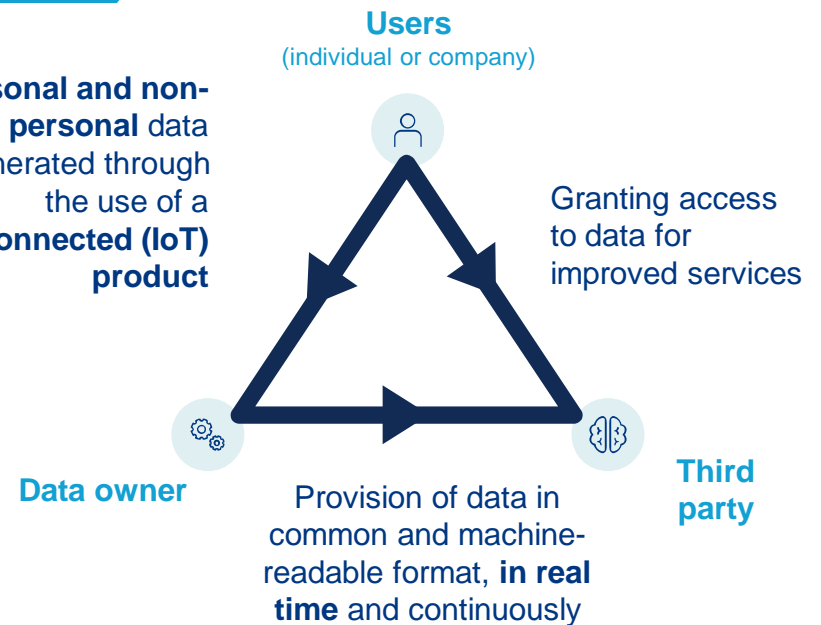 Users
(individual or company)
sonal and non-
personal data
nerated through
the use of a
onnected (IoT)
product
Granting access
to data for
improved services
Data owner
Third
party
Provision of data in
common and machine-
readable format, in real
time and continuously